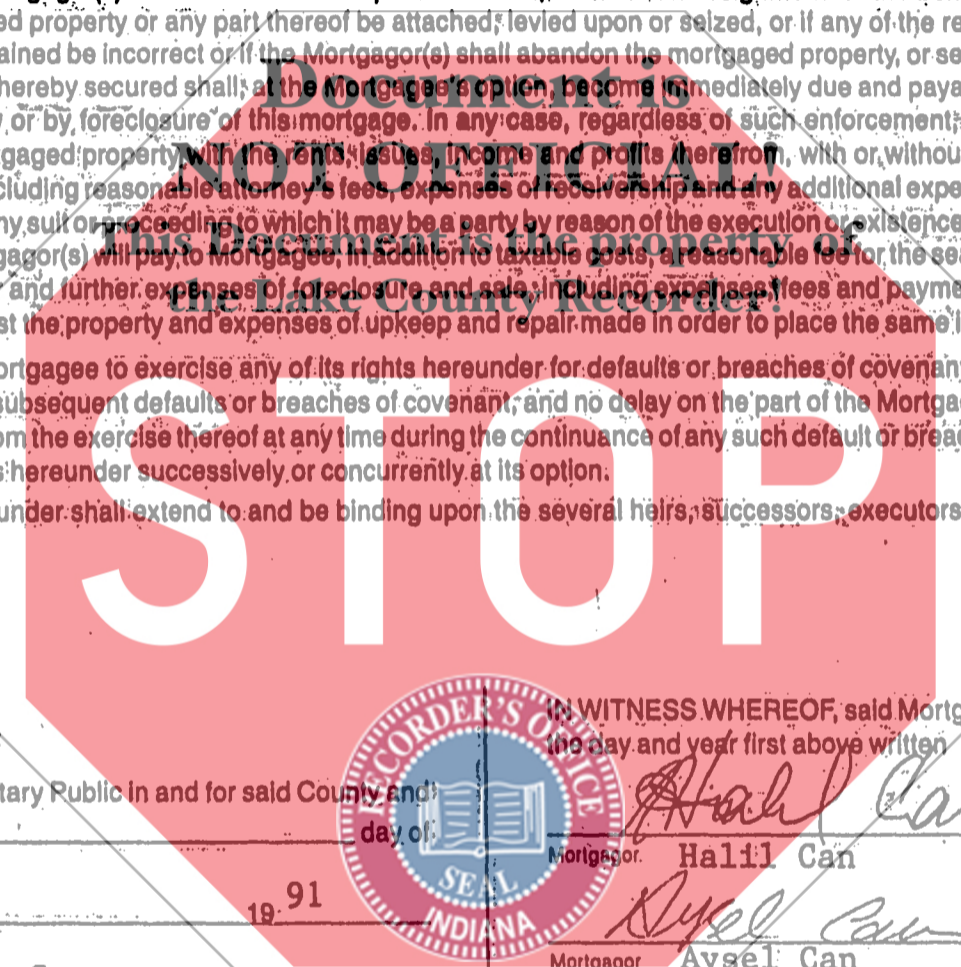 ed property or any part thereof be attached, levied upon or seized, or if any of the re
ained be incorrect or if the Mortgagor(s) shall abandon the mortgaged property, or se
hereby secured shall, at the Mortgagee's option, become immediately due and paya
Document is
y or by foreclosure of this mortgage. In any case, regardless of such enforcement,
gaged property with the rents, issues, income and profits therefrom, with or without
NOT OFFICIAL!
cluding reasonable attorney's fees, expenses of receivership and any additional expe
ny suit or proceeding to which it may be a party by reason of the execution or existence
This Document is the property of
gagor(s) will pay to Mortgagee, in addition to taxable costs, a reasonable fee for the sea
and further expenses of foreclosure and sale, including expenses, fees and payme
the Lake County Recorder!
st the property and expenses of upkeep and repair made in order to place the same i
ortgagee to exercise any of its rights hereunder for defaults or breaches of covenan
subsequent defaults or breaches of covenant, and no delay on the part of the Mortga
om the exercise thereof at any time during the continuance of any such default or breac
s hereunder successively or concurrently at its option.
under shall extend to and be binding upon the several heirs, successors, executors
STOP
IN WITNESS WHEREOF, said Mortg
the day and year first above written
tary Public in and for said County and
day of
19 91
RECORDER'S OFFICE
SEAL
INDIANA
Halil Can
Mortgagor Halil Can
Aysel Can
Mortgagor Aysel Can